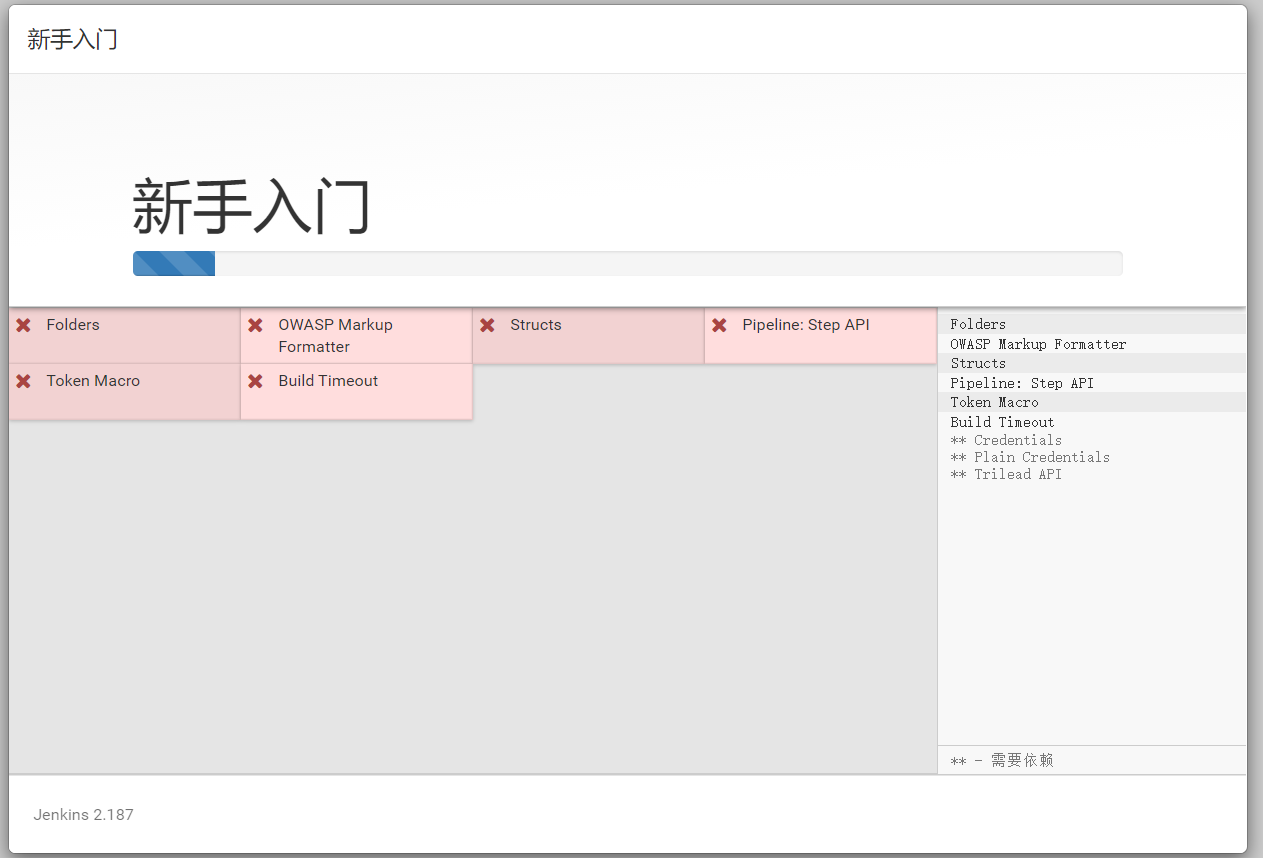 新手入门
新手入门
Folders
OWASP Markup
Formatter
Structs
Pipeline: Step API
Token Macro
Build Timeout
Folders
OWASP Markup Formatter
Structs
Pipeline: Step API
Token Macro
Build Timeout
** Credentials
** Plain Credentials
** Trilead API
** - 需要依赖
Jenkins 2.187